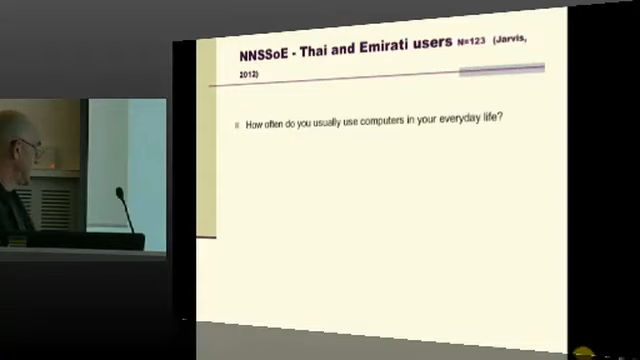 NNSSoE - Thai and Emirati users N=123 (Jarvis,
2012)
How often do you usually use computers in your everyday life?